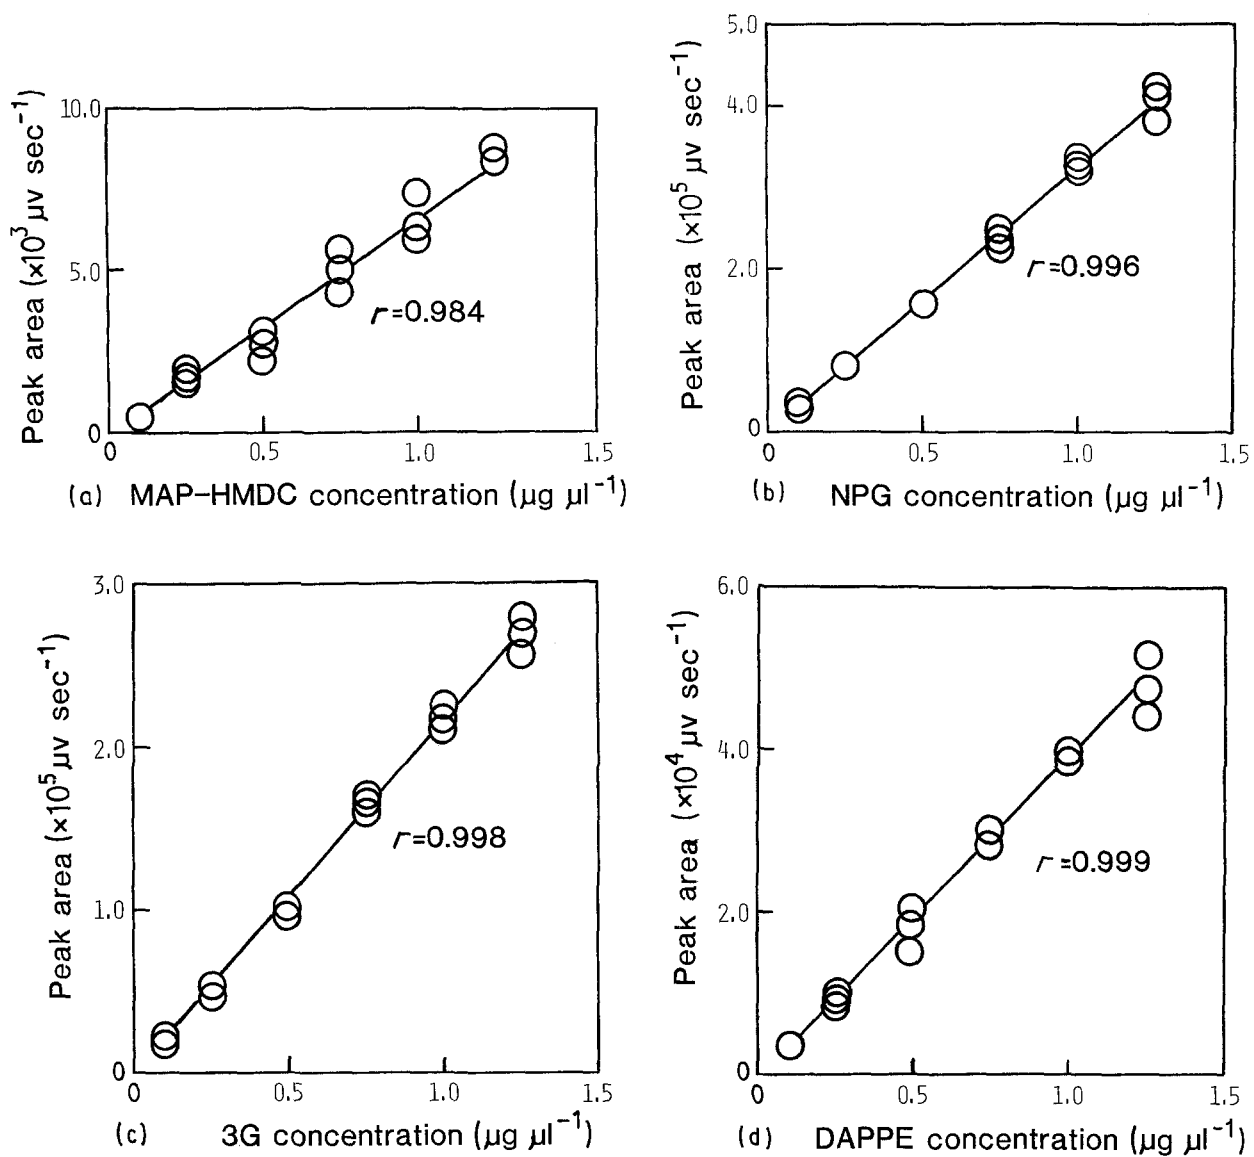 Peak area (×10³ μv sec⁻¹)
10.0
5.0
0
r=0.984
0 0.5 1.0 1.5
(a) MAP-HMDC concentration (μg μl⁻¹)
Peak area (×10⁵ μv sec⁻¹)
5.0
4.0
2.0
0
r=0.996
0 0.5 1.0 1.5
(b) NPG concentration (μg μl⁻¹)
Peak area (×10⁵ μv sec⁻¹)
3.0
2.0
1.0
0
r=0.998
0 0.5 1.0 1.5
(c) 3G concentration (μg μl⁻¹)
Peak area (×10⁴ μv sec⁻¹)
6.0
4.0
2.0
0
r=0.999
0 0.5 1.0 1.5
(d) DAPPE concentration (μg μl⁻¹)